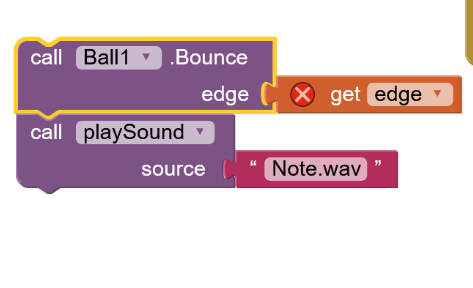 call Ball1 .Bounce
edge get edge
call playSound
source “ Note.wav ”